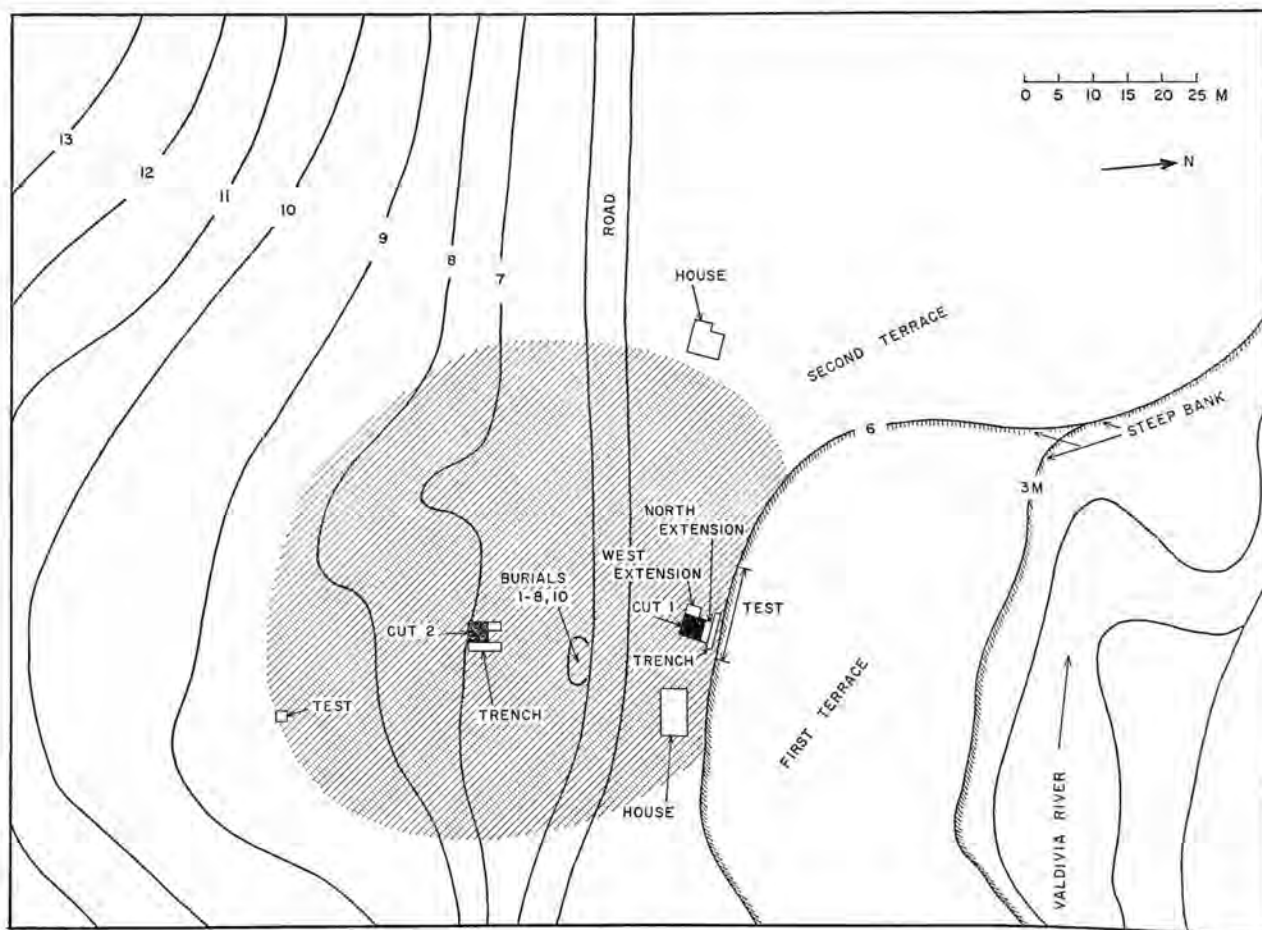 0 5 10 15 20 25 M
N
13
12
11
10
9
8
7
ROAD
HOUSE
SECOND TERRACE
6
STEEP BANK
3M
NORTH
EXTENSION
WEST
EXTENSION
BURIALS
1-8, 10
CUT 1
TEST
CUT 2
TRENCH
TRENCH
TEST
FIRST TERRACE
HOUSE
VALDIVIA RIVER